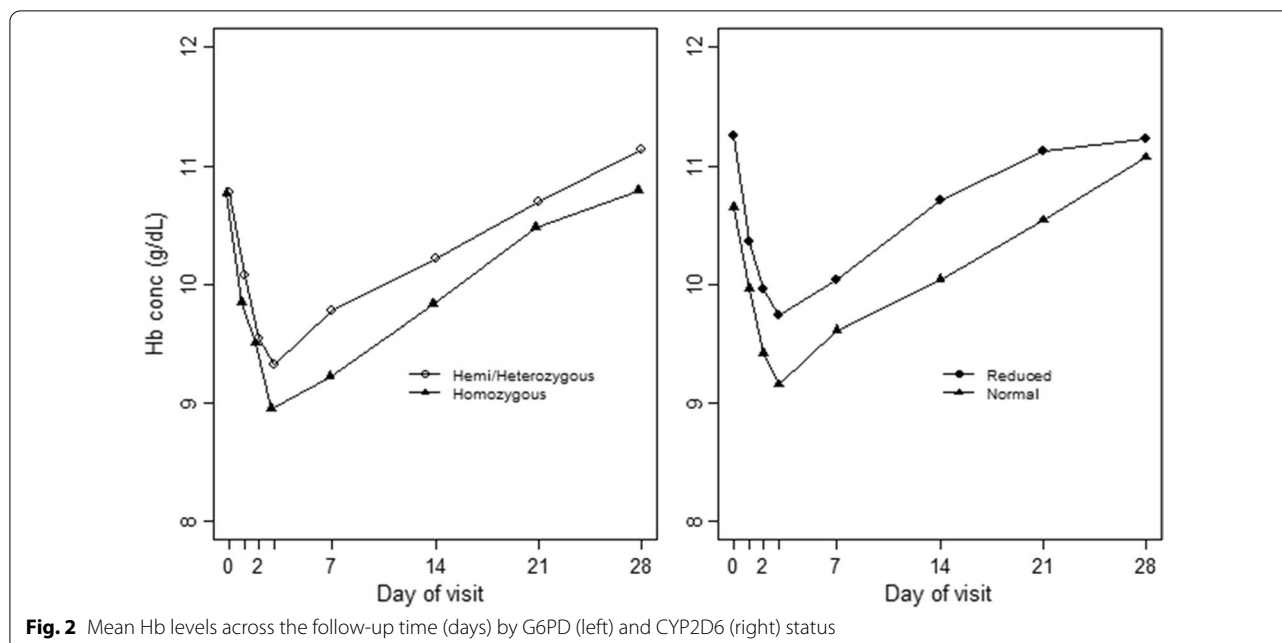 Hb conc (g/dL)
12
11
10
9
8
Hemi/Heterozygous
Homozygous
0 2 7 14 21 28
Day of visit
12
11
10
9
8
Reduced
Normal
0 2 7 14 21 28
Day of visit
Fig. 2 Mean Hb levels across the follow-up time (days) by G6PD (left) and CYP2D6 (right) status